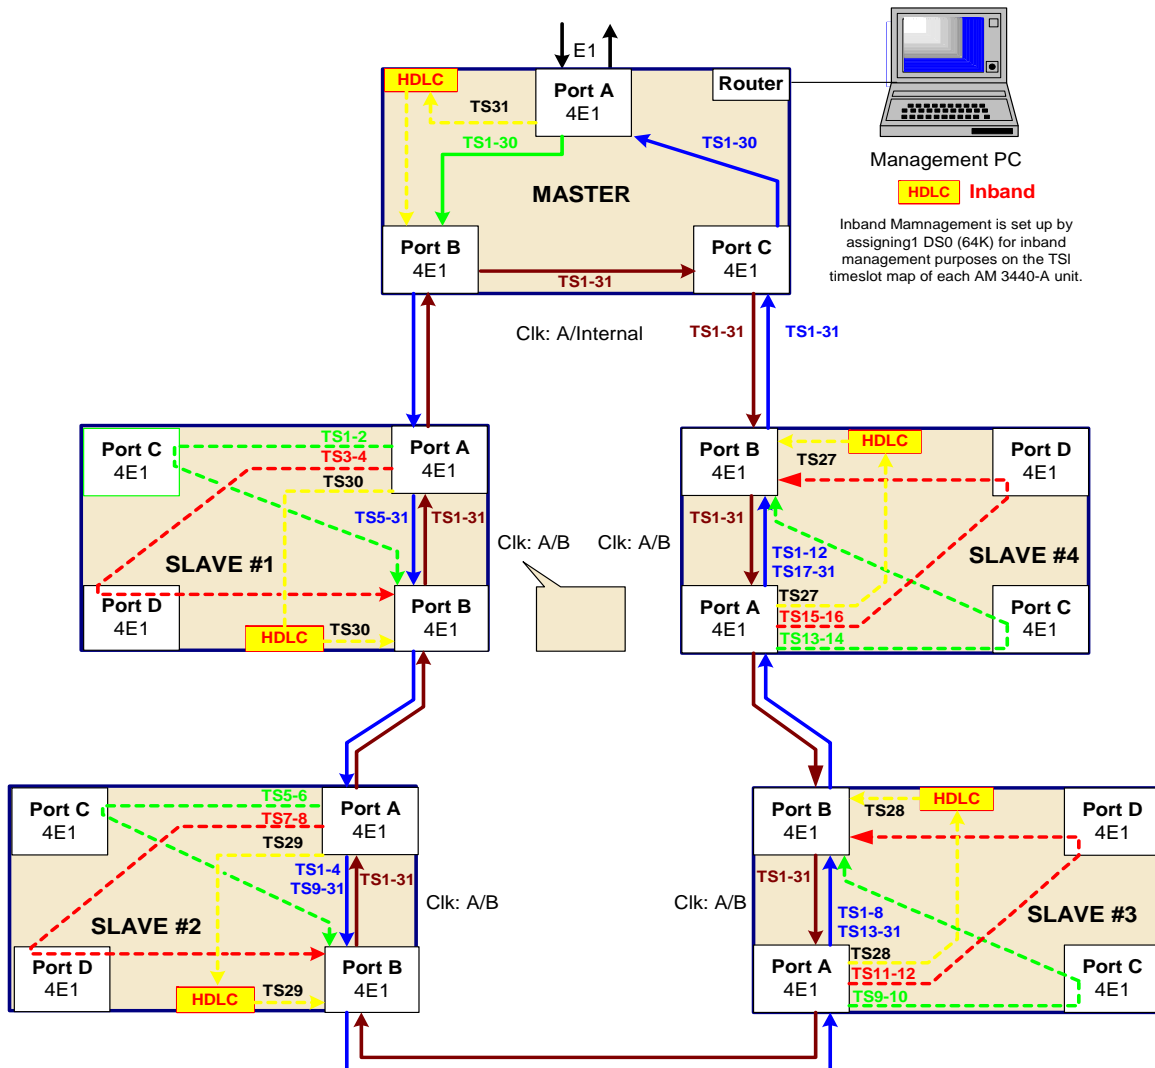 E1
HDLC
Port A
4E1
Router
TS31
TS1-30
TS1-30
MASTER
Port B
4E1
Port C
4E1
TS1-31
Management PC
HDLC Inband
Inband Mamnagement is set up by
assigning1 DS0 (64K) for inband
management purposes on the TSI
timeslot map of each AM 3440-A unit.
Clk: A/Internal
TS1-31
TS1-31
Port C
4E1
TS1-2
TS3-4
TS30
Port A
4E1
TS5-31
TS1-31
SLAVE #1
Clk: A/B
Port D
4E1
HDLC
TS30
Port B
4E1
Port B
4E1
HDLC
TS27
Port D
4E1
TS1-31
Clk: A/B
TS1-12
TS17-31
SLAVE #4
Port A
4E1
TS27
TS15-16
TS13-14
Port C
4E1
Port C
4E1
TS5-6
TS7-8
TS29
Port A
4E1
TS1-4
TS9-31
TS1-31
SLAVE #2
Clk: A/B
Port D
4E1
HDLC
TS29
Port B
4E1
Port B
4E1
HDLC
TS28
Port D
4E1
TS1-31
Clk: A/B
TS1-8
TS13-31
SLAVE #3
Port A
4E1
TS28
TS11-12
TS9-10
Port C
4E1